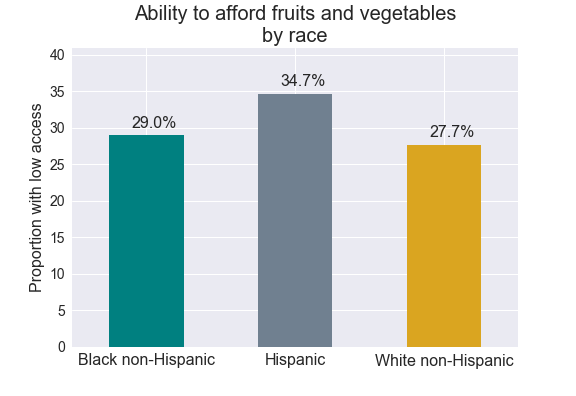 Ability to afford fruits and vegetables
by race
Proportion with low access
40
35
30
25
20
15
10
5
0
29.0%
34.7%
27.7%
Black non-Hispanic
Hispanic
White non-Hispanic